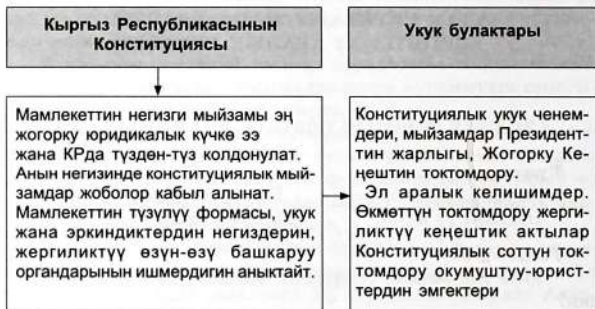 Кыргыз Республикасынын
Конституциясы
Укук булактары
Мамлекеттин негизги мыйзамы эң
жогорку юридикалык күчкө ээ
жана КРда түздөн-түз колдонулат.
Анын негизинде конституциялык мый-
замдар жоболор кабыл алынат.
Мамлекеттин түзүлүү формасы, укук
жана эркиндиктердин негиздерин,
жергиликтүү өзүн-өзү башкаруу
органдарынын ишмердигин аныктайт.
Конституциялык укук ченем-
дери, мыйзамдар Президент-
тин жарлыгы, Жогорку Ке-
ңештин токтомдору.
Эл аралык келишимдер.
Өкмөттүн токтомдору жерги-
ликтүү кеңештик актылар
Конституциялык соттун ток-
томдору окумуштуу-юрист-
тердин эмгектери